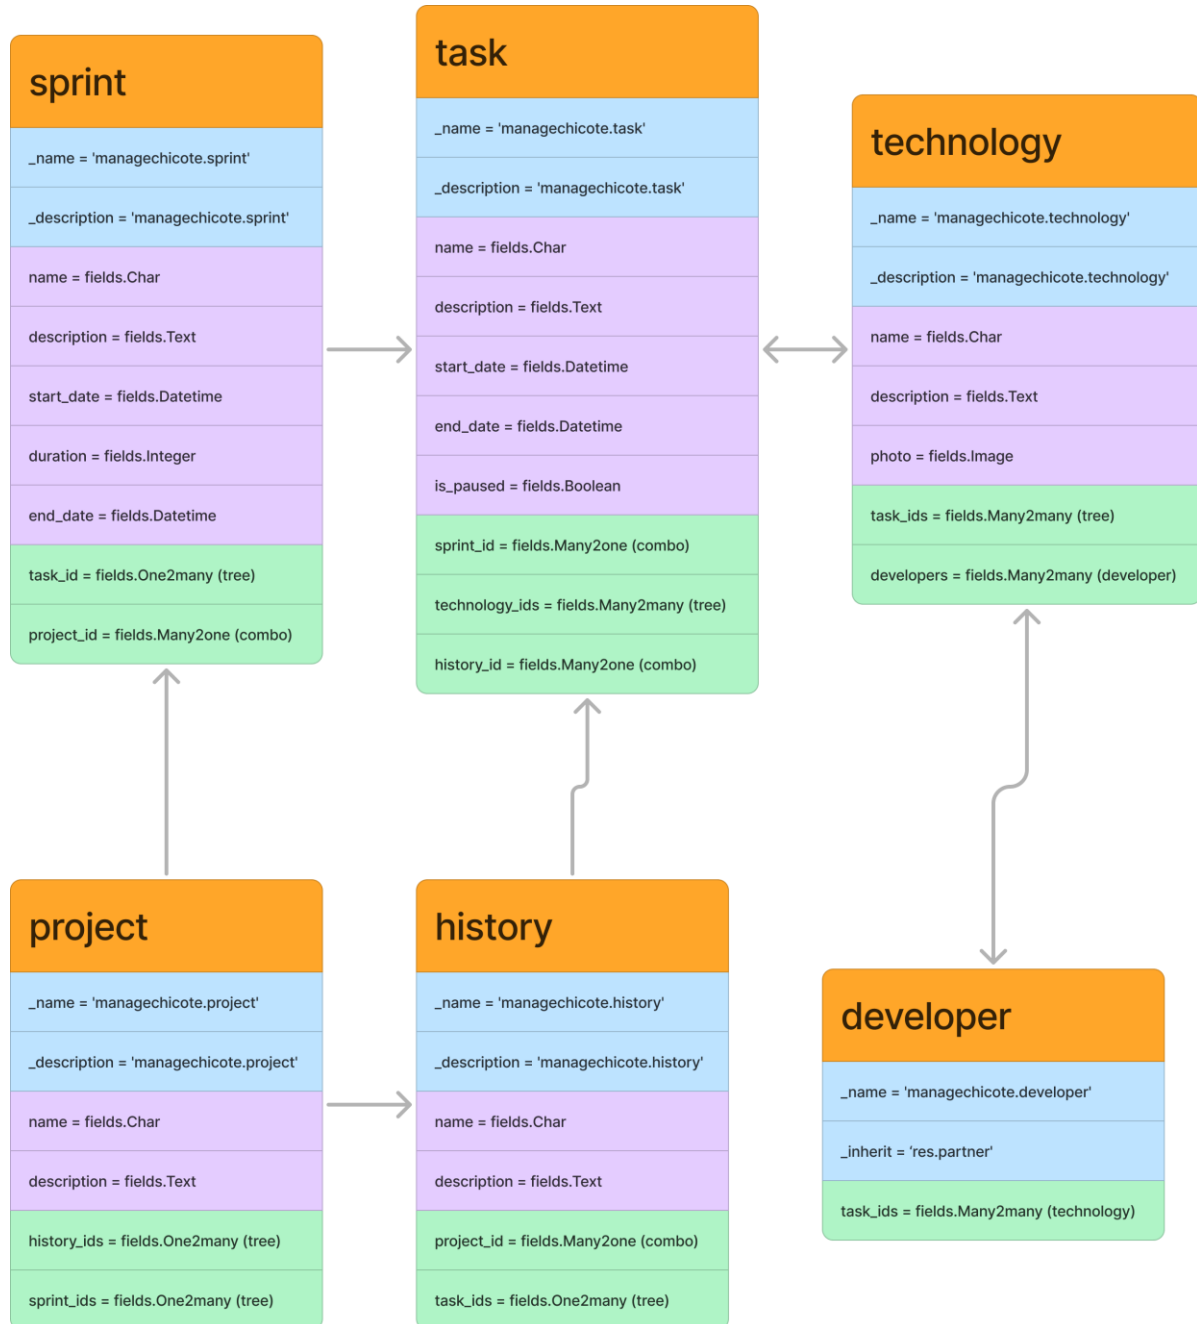 sprint
_name = 'managechicote.sprint'
_description = 'managechicote.sprint'
name = fields.Char
description = fields.Text
start_date = fields.Datetime
duration = fields.Integer
end_date = fields.Datetime
task_id = fields.One2many (tree)
project_id = fields.Many2one (combo)
task
_name = 'managechicote.task'
_description = 'managechicote.task'
name = fields.Char
description = fields.Text
start_date = fields.Datetime
end_date = fields.Datetime
is_paused = fields.Boolean
sprint_id = fields.Many2one (combo)
technology_ids = fields.Many2many (tree)
history_id = fields.Many2one (combo)
technology
_name = 'managechicote.technology'
_description = 'managechicote.technology'
name = fields.Char
description = fields.Text
photo = fields.Image
task_ids = fields.Many2many (tree)
developers = fields.Many2many (developer)
project
_name = 'managechicote.project'
_description = 'managechicote.project'
name = fields.Char
description = fields.Text
history_ids = fields.One2many (tree)
sprint_ids = fields.One2many (tree)
history
_name = 'managechicote.history'
_description = 'managechicote.history'
name = fields.Char
description = fields.Text
project_id = fields.Many2one (combo)
task_ids = fields.One2many (tree)
developer
_name = 'managechicote.developer'
_inherit = 'res.partner'
task_ids = fields.Many2many (technology)